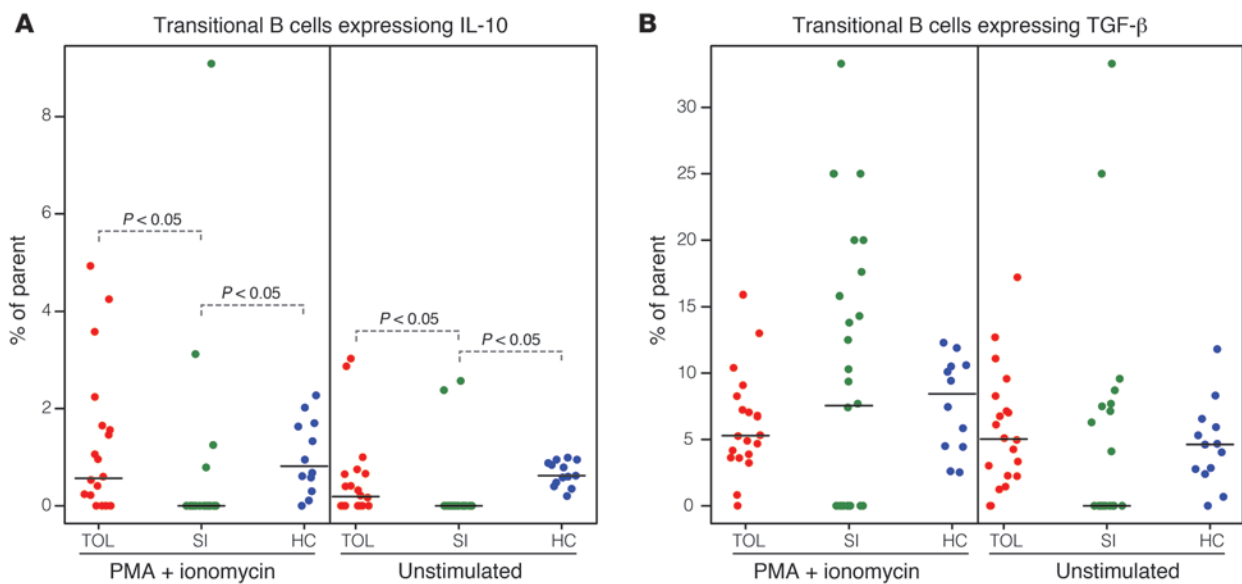 A Transitional B cells expressiong IL-10
% of parent
8
6
4
2
0
P < 0.05
P < 0.05
P < 0.05
P < 0.05
TOL SI HC TOL SI HC
PMA + ionomycin Unstimulated
B Transitional B cells expressing TGF-β
% of parent
30
25
20
15
10
5
0
TOL SI HC TOL SI HC
PMA + ionomycin Unstimulated